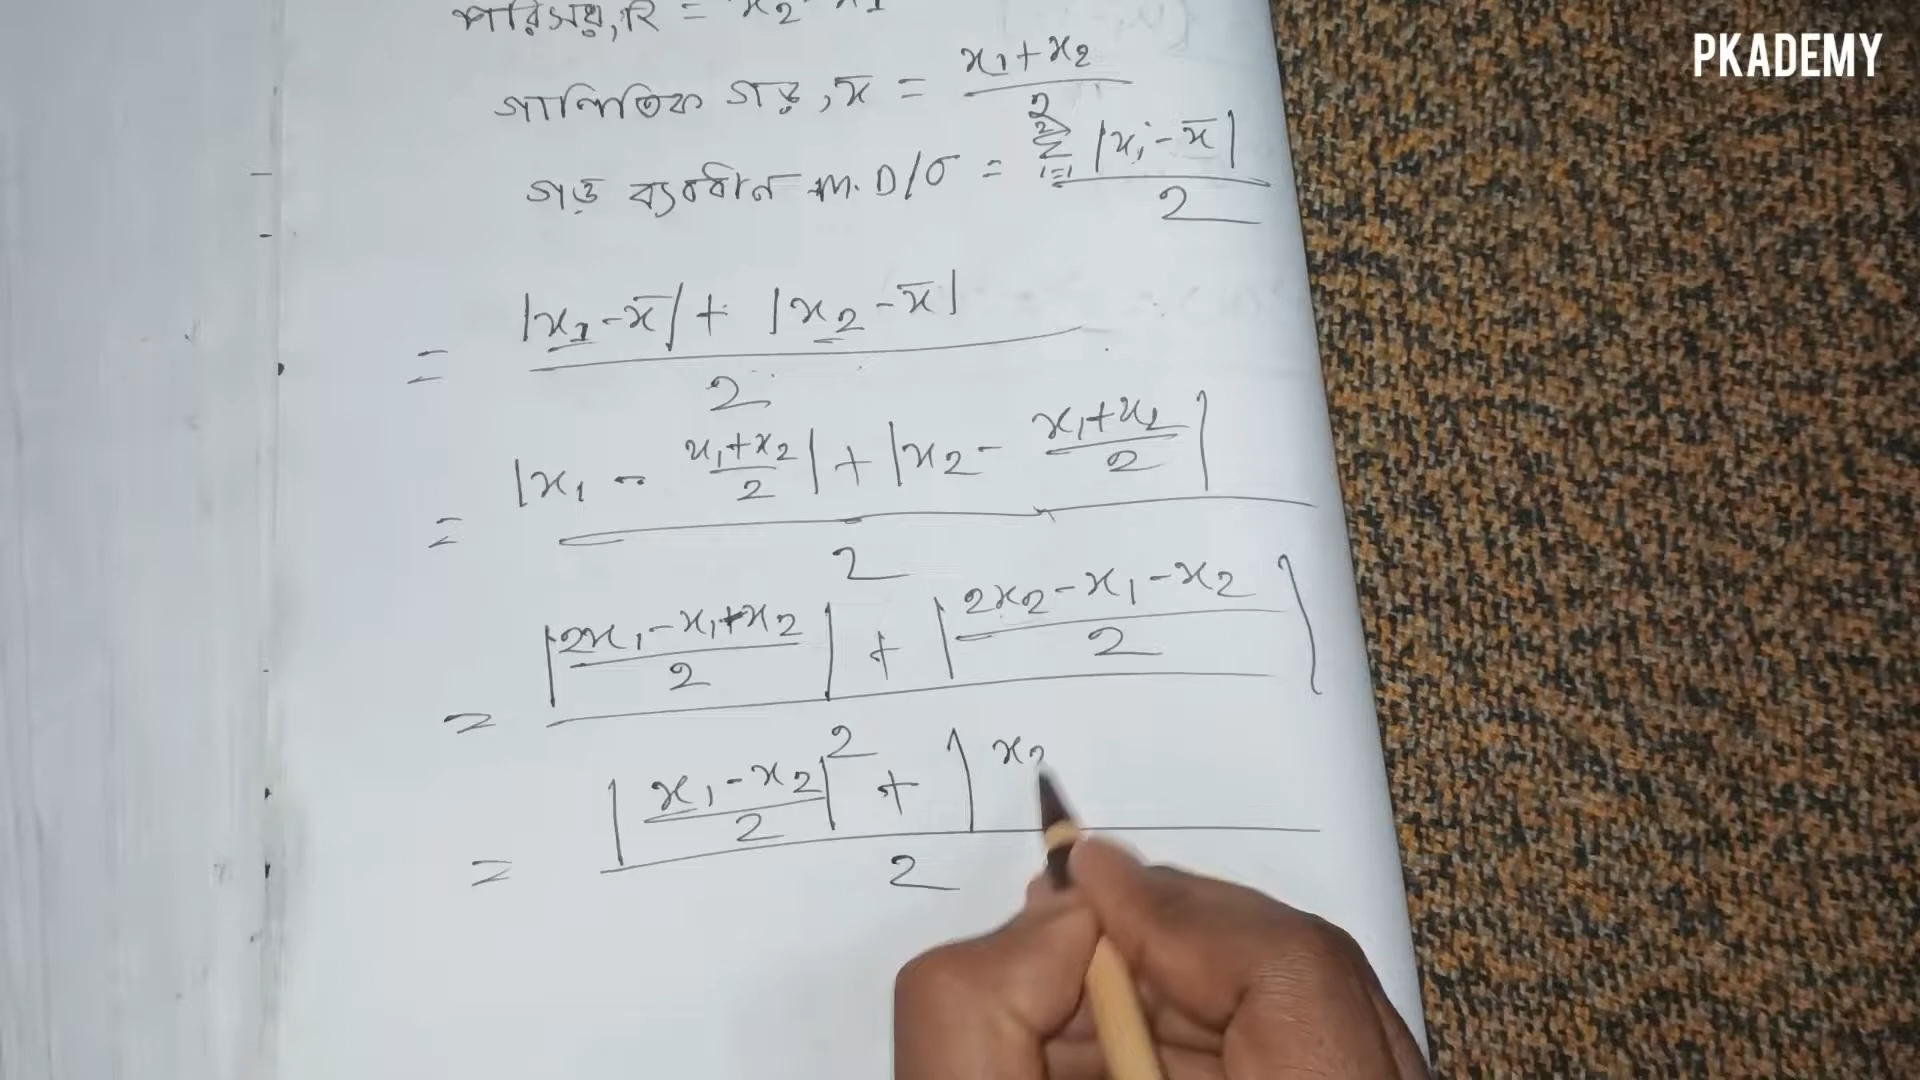 PKADEMY
পরিসর, R = x₂ - x₁
গানিতিক গড়, x̄ = (x₁+x₂)/2
গড় ব্যবধান M.D/σ = Σ²ᵢ₌₁ |xᵢ - x̄| / 2
= (|x₁-x̄| + |x₂-x̄|) / 2
= (|x₁ - (x₁+x₂)/2| + |x₂ - (x₁+x₂)/2|) / 2
= (|(2x₁-x₁+x₂)/2| + |(2x₂-x₁-x₂)/2|) / 2
= (|(x₁-x₂)/2| + |x₂) / 2